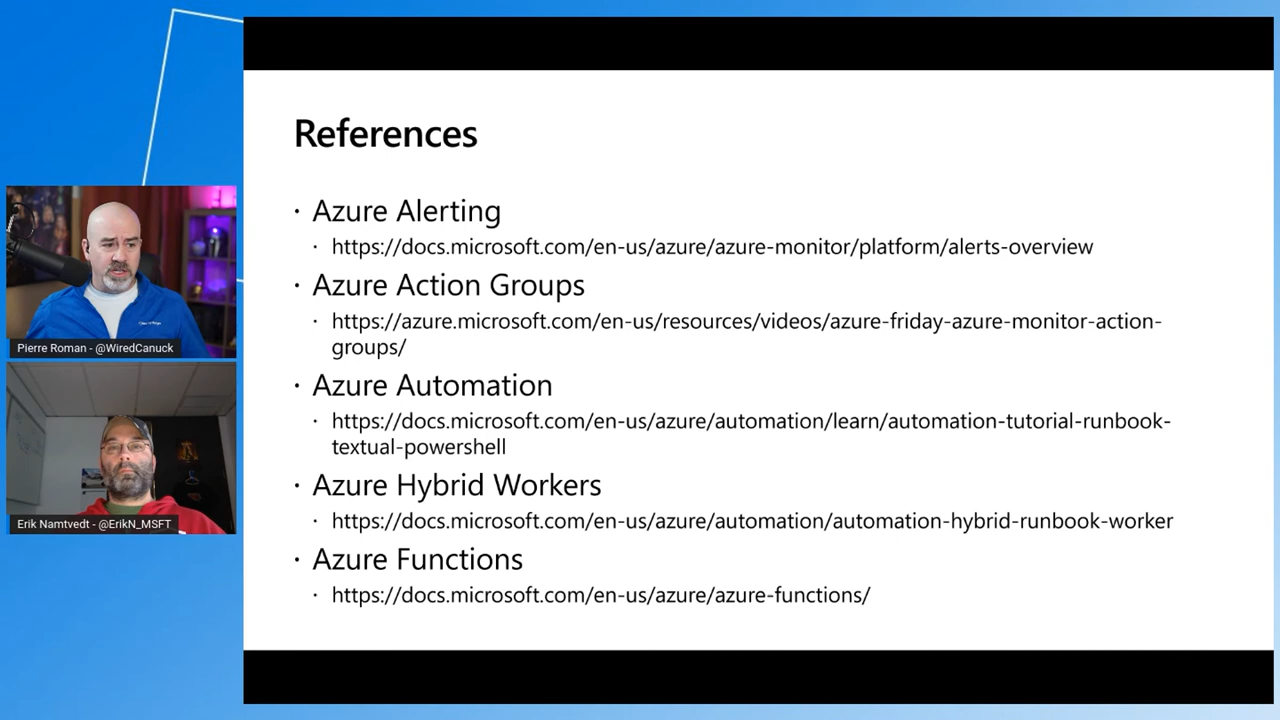 References
· Azure Alerting
· https://docs.microsoft.com/en-us/azure/azure-monitor/platform/alerts-overview
· Azure Action Groups
· https://azure.microsoft.com/en-us/resources/videos/azure-friday-azure-monitor-action-
groups/
· Azure Automation
· https://docs.microsoft.com/en-us/azure/automation/learn/automation-tutorial-runbook-
textual-powershell
· Azure Hybrid Workers
· https://docs.microsoft.com/en-us/azure/automation/automation-hybrid-runbook-worker
· Azure Functions
· https://docs.microsoft.com/en-us/azure/azure-functions/
Pierre Roman - @WiredCanuck
Erik Namtvedt - @ErikN_MSFT